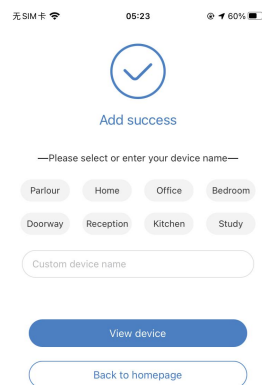 无SIM卡 05:23 60%
Add success
—Please select or enter your device name—
Parlour Home Office Bedroom
Doorway Reception Kitchen Study
Custom device name
View device
Back to homepage